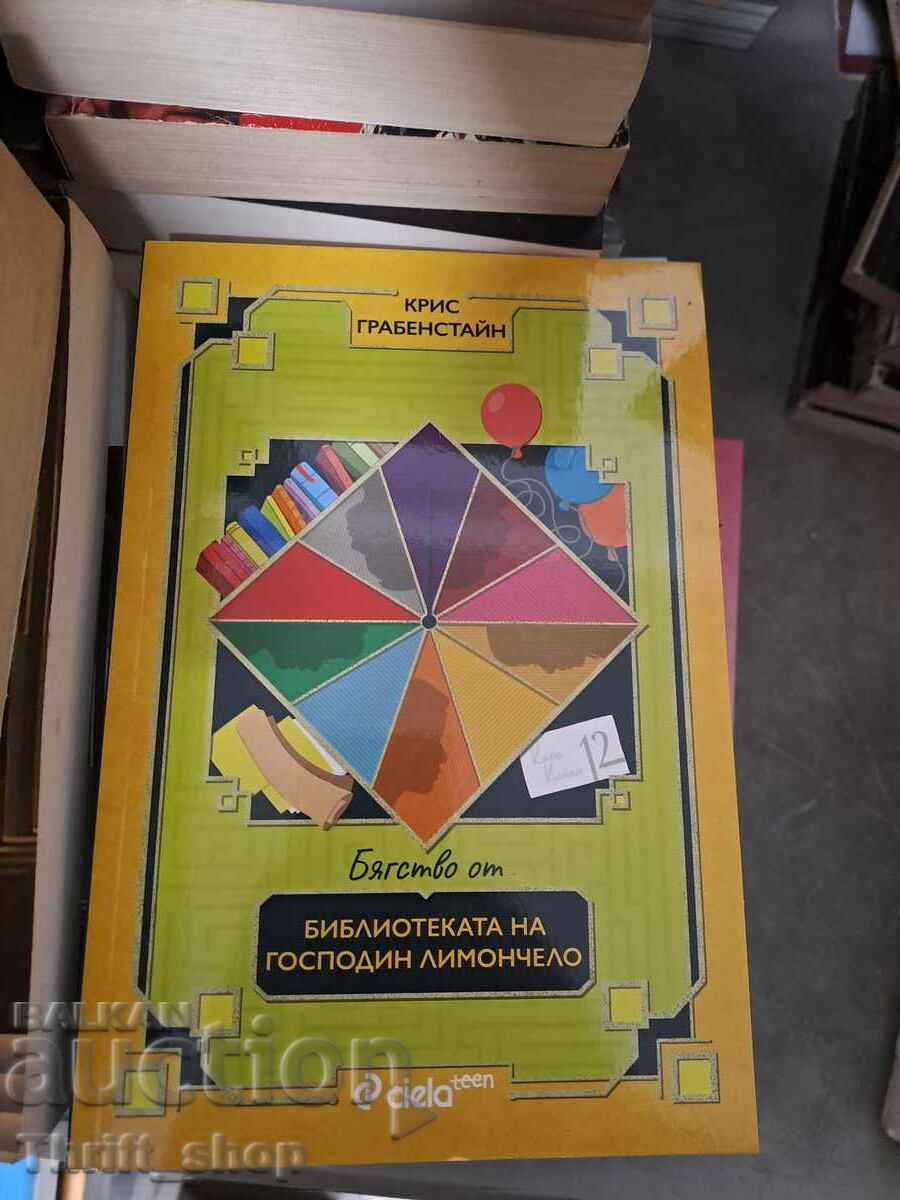 КРИС
ГРАБЕНСТАЙН
12
Бягство от
БИБЛИОТЕКАТА НА
ГОСПОДИН ЛИМОНЧЕЛО
ciela teen
BALKAN
auction
Thrift_shop